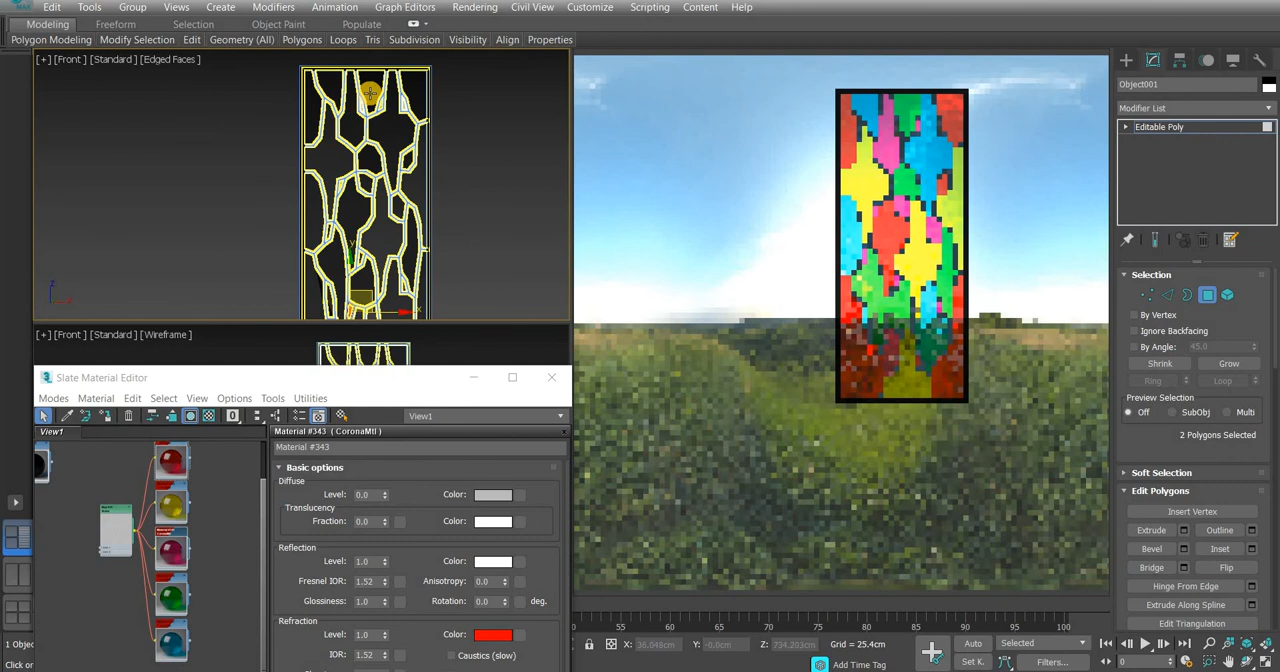 Edit Tools Group Views Create Modifiers Animation Graph Editors Rendering Civil View Customize Scripting Content Help
Modeling Freeform Selection Object Paint Populate
Polygon Modeling Modify Selection Edit Geometry (All) Polygons Loops Tris Subdivision Visibility Align Properties
[+] [Front ] [Standard ] [Edged Faces ]
Object001
Modifier List
Editable Poly
Selection
By Vertex
Ignore Backfacing
By Angle: 45.0
Shrink Grow
Ring Loop
Preview Selection
Off SubObj Multi
2 Polygons Selected
Soft Selection
Edit Polygons
Insert Vertex
Extrude Outline
Bevel Inset
Bridge Flip
Hinge From Edge
Extrude Along Spline
Edit Triangulation
[+] [Front ] [Standard ] [Wireframe ]
3 Slate Material Editor
Modes Material Edit Select View Options Tools Utilities
0 View1
View1
Material #343 ( CoronaMtl )
Material #343
Basic options
Diffuse
Level: 0.0 Color:
Translucency
Fraction: 0.0 Color:
Reflection
Level: 1.0 Color:
Fresnel IOR: 1.52 Anisotropy: 0.0
Glossiness: 1.0 Rotation: 0.0 deg.
Refraction
Level: 1.0 Color:
IOR: 1.52 Caustics (slow)
55 60 65 70 75 80 85 90 95 100
X: 36.048cm Y: -0.0cm Z: 734.203cm Grid = 25.4cm
Add Time Tag
Auto Selected
Set K. Filters...
1 Objec
Click or